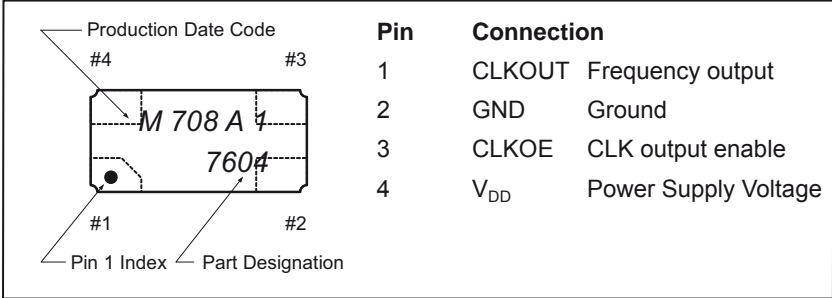 Production Date Code
#4 #3
M 708 A 1
7604
#1 #2
Pin 1 Index Part Designation
Pin Connection
1 CLKOUT Frequency output
2 GND Ground
3 CLKOE CLK output enable
4 VDD Power Supply Voltage